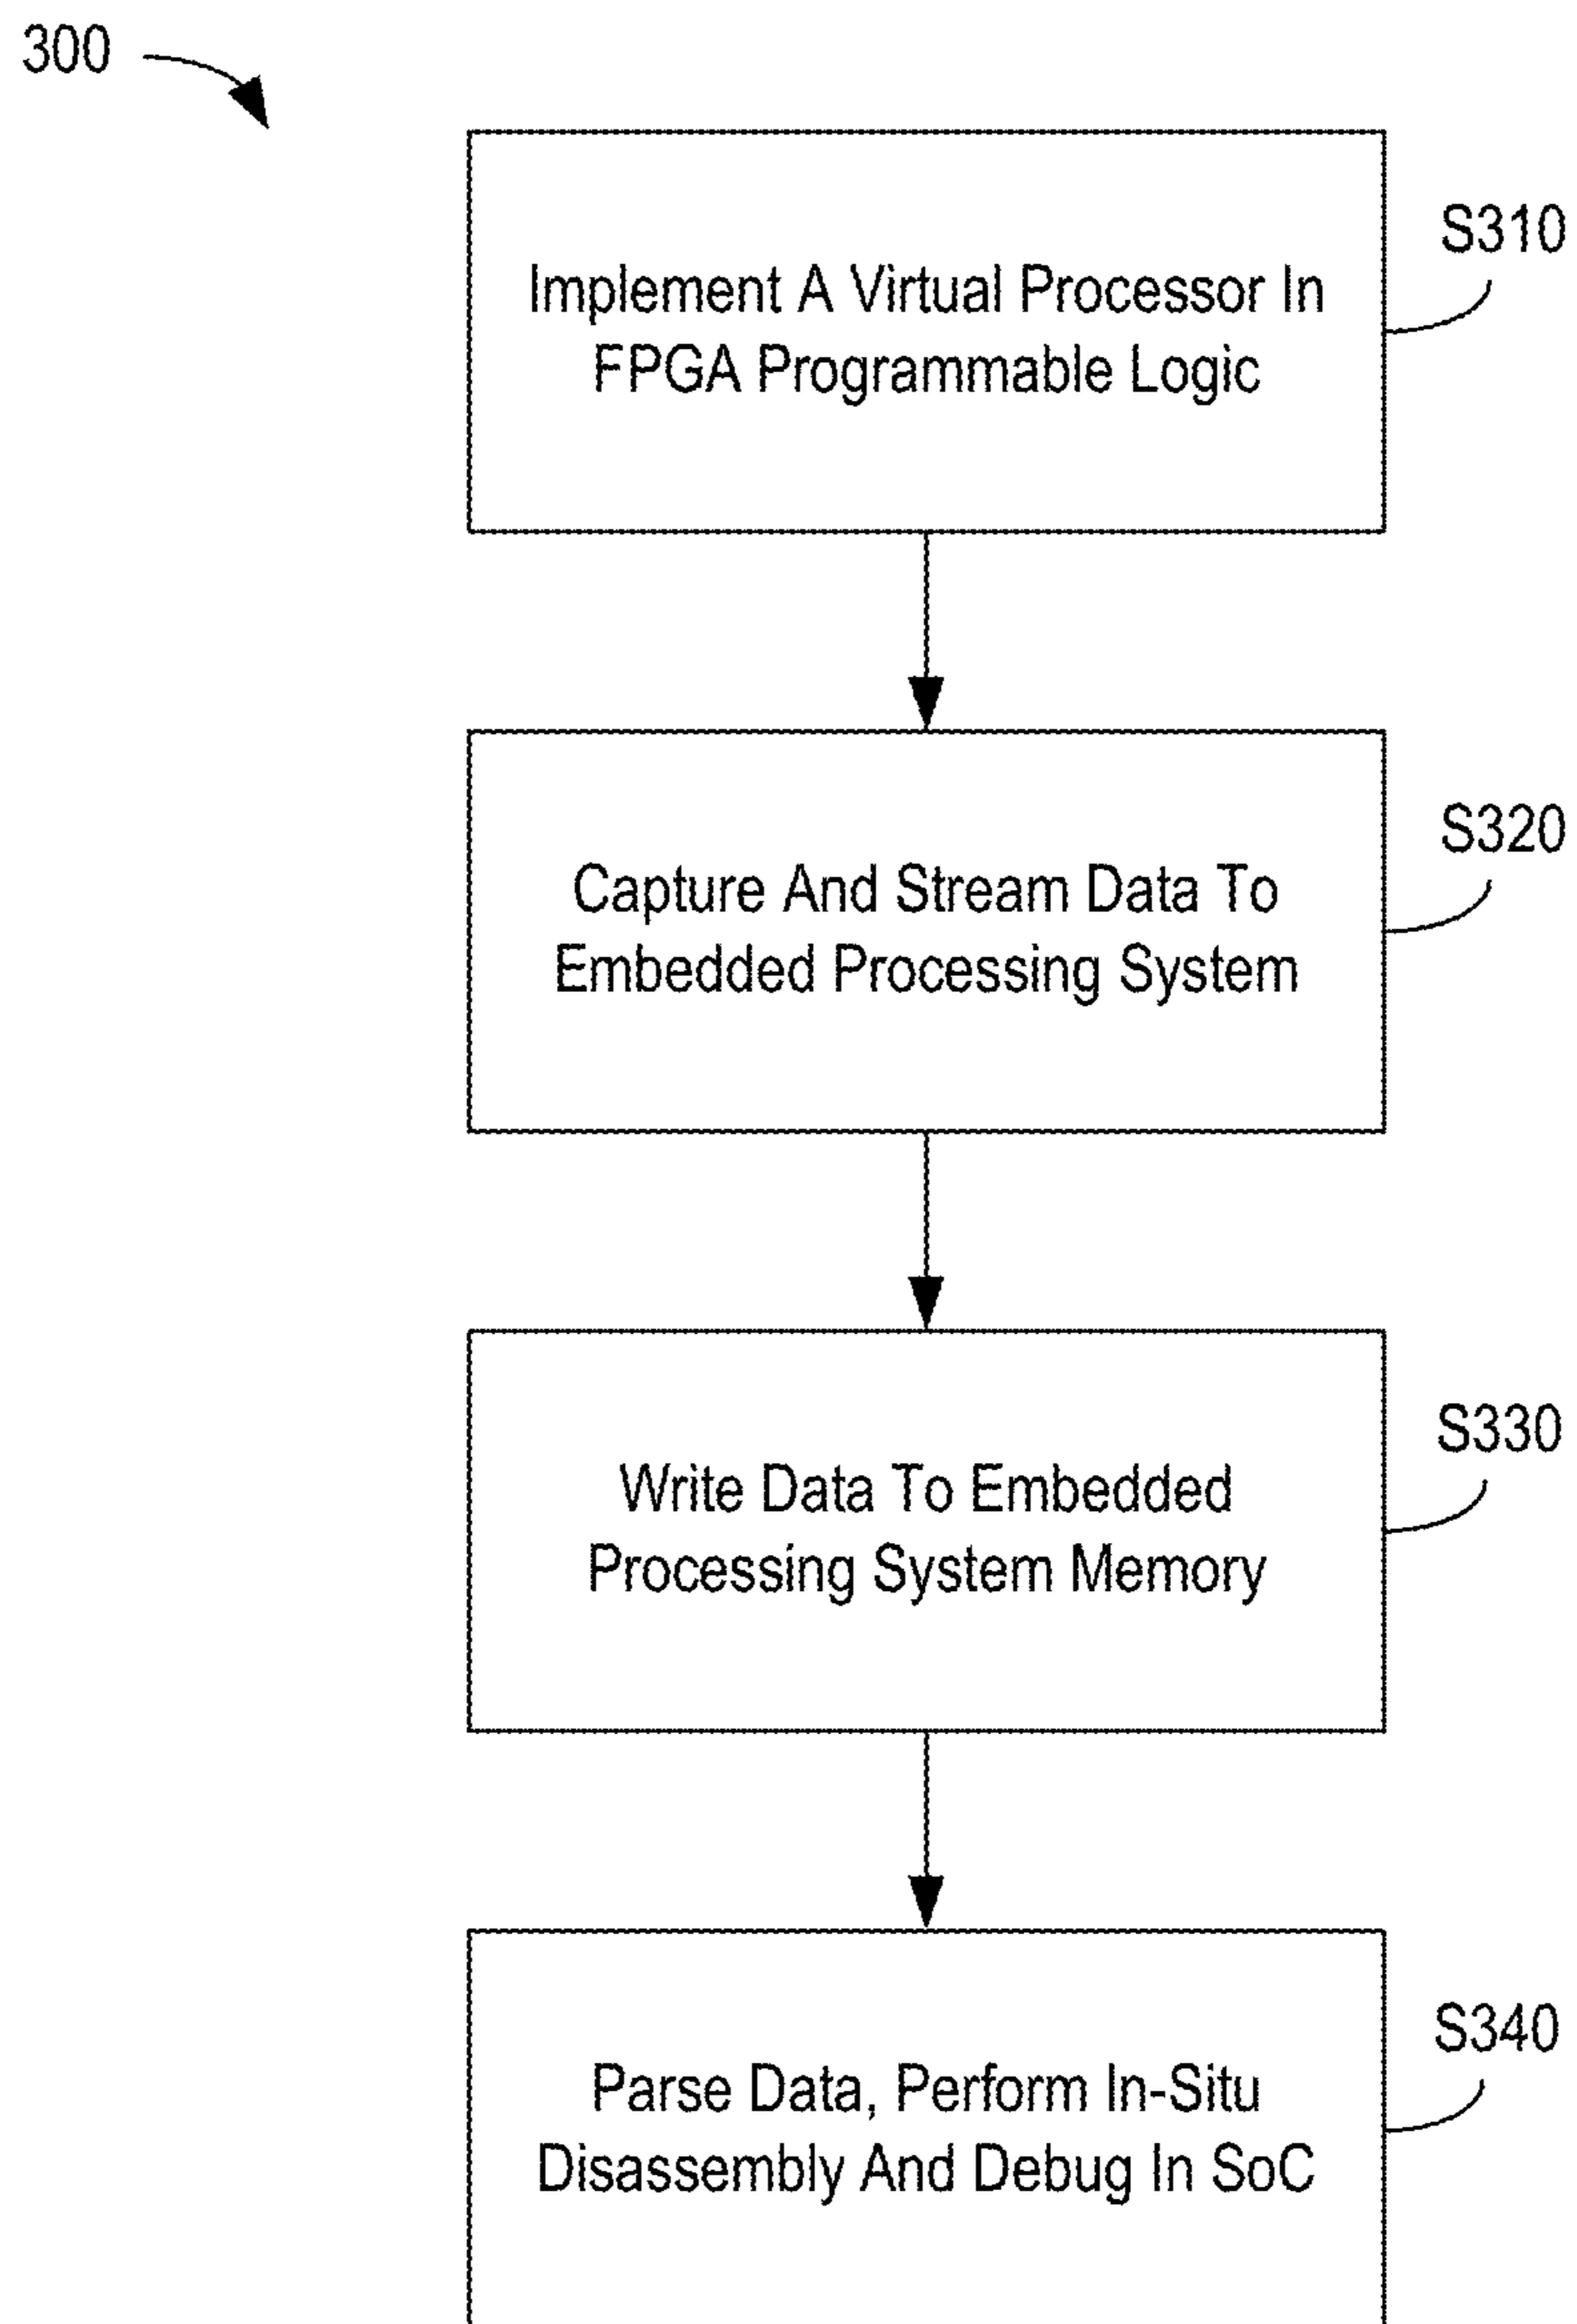 300
S310
Implement A Virtual Processor In
FPGA Programmable Logic
S320
Capture And Stream Data To
Embedded Processing System
S330
Write Data To Embedded
Processing System Memory
S340
Parse Data, Perform In-Situ
Disassembly And Debug In SoC